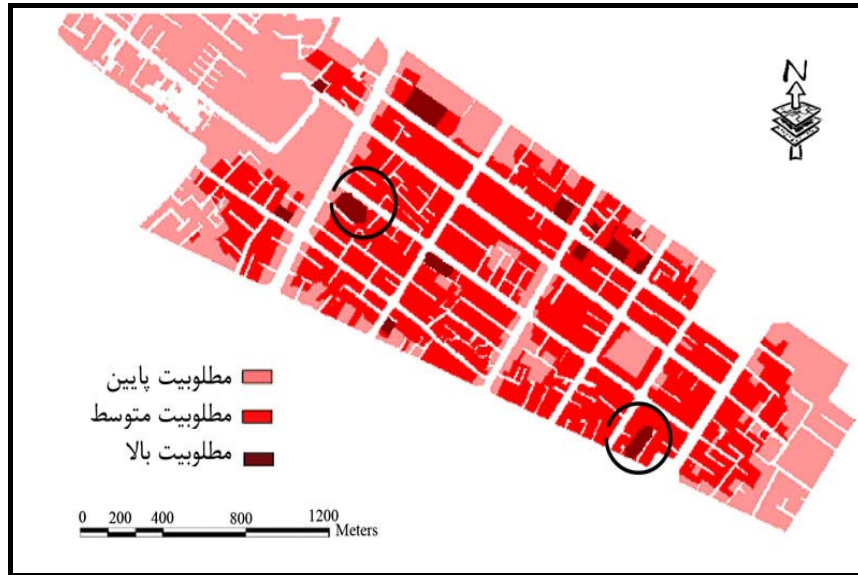 N
مطلوبیت پایین
مطلوبیت متوسط
مطلوبیت بالا
0 200 400 800 1200
Meters